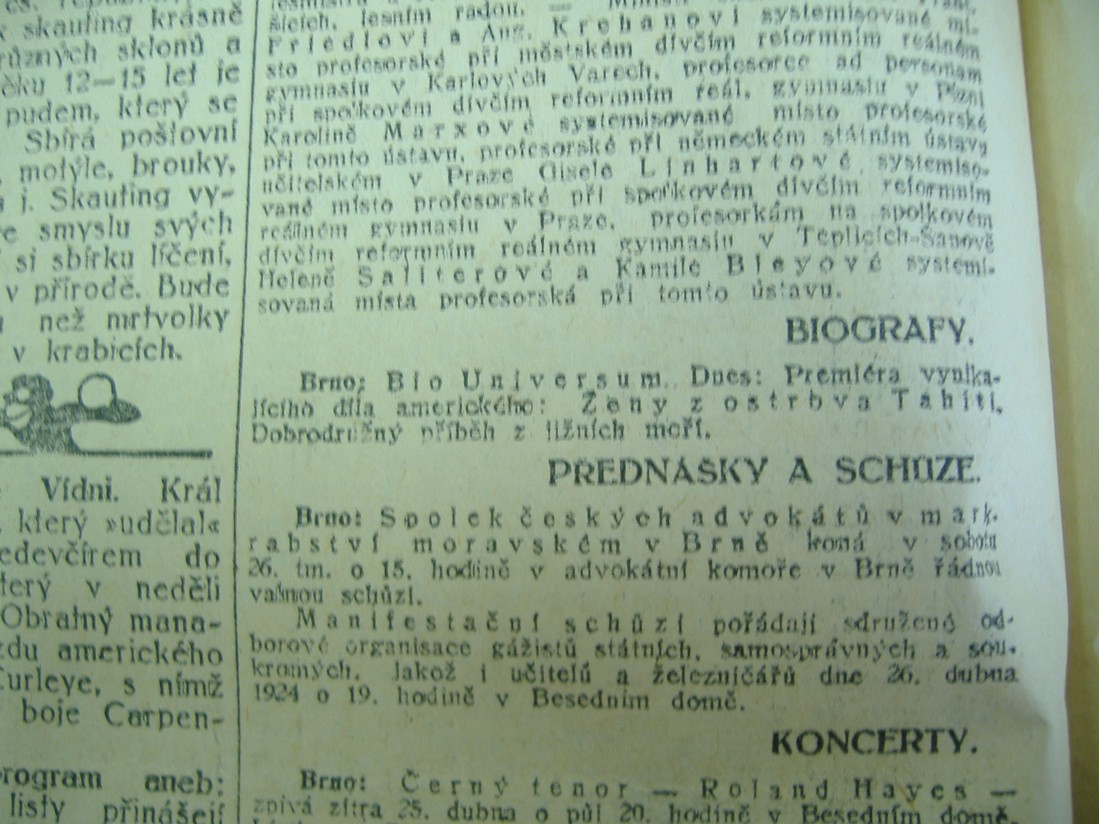 skauting krásně
různých sklonů a
ěku 12—15 let je
pudem, který se
Sbírá poštovní
motýle, brouky,
j. Skauting vy-
e smyslu svých
si sbírku líčení,
v přírodě. Bude
než mrtvolky
v krabicích.
Vídni. Král
který »udělal«
edevčírem do
terý v neděli
Obratný mana-
zdu amerického
Curleye, s nímž
boje Carpen-
rogram aneb:
listy přinášejí
šících, lesním radou. —
Friedlovi a Aug. Krehanovi systemisované mí-
sto profesorské při městském dívčím reformním reálném
gymnasiu v Karlových Varech, profesorce ad personam
při spolkovém dívčím reformním reál. gymnasiu v Plzni
Karolině Marxové systemisované místo profesorské
při tomto ústavu, profesorské při německém státním ústavu
učitelském v Praze Gisele Linhartové systemiso-
vané místo profesorské při spolkovém dívčím reformním
reálném gymnasiu v Praze, profesorkám na spolkovém
dívčím reformním reálném gymnasiu v Teplicích-Šanově
Heleně Saliterové a Kamile Bleyové systemi-
sovaná místa profesorská při tomto ústavu.
BIOGRAFY.
Brno: Bio Universum. Dnes: Premiéra vynika-
jícího díla amerického: Ženy z ostrova Tahiti.
Dobrodružný příběh z jižních moří.
PŘEDNÁŠKY A SCHŮZE.
Brno: Spolek českých advokátů v mark-
rabství moravském v Brně koná v sobotu
26. tm. o 15. hodině v advokátní komoře v Brně řádnou
valnou schůzi.
Manifestační schůzi pořádají sdružené od-
borové organisace gážistů státních, samosprávných a sou-
kromých, jakož i učitelů a železničářů dne 26. dubna
1924 o 19. hodině v Besedním domě.
KONCERTY.
Brno: Černý tenor — Roland Hayes —
zpívá zítra 25. dubna o půl 20. hodině v Besedním domě.